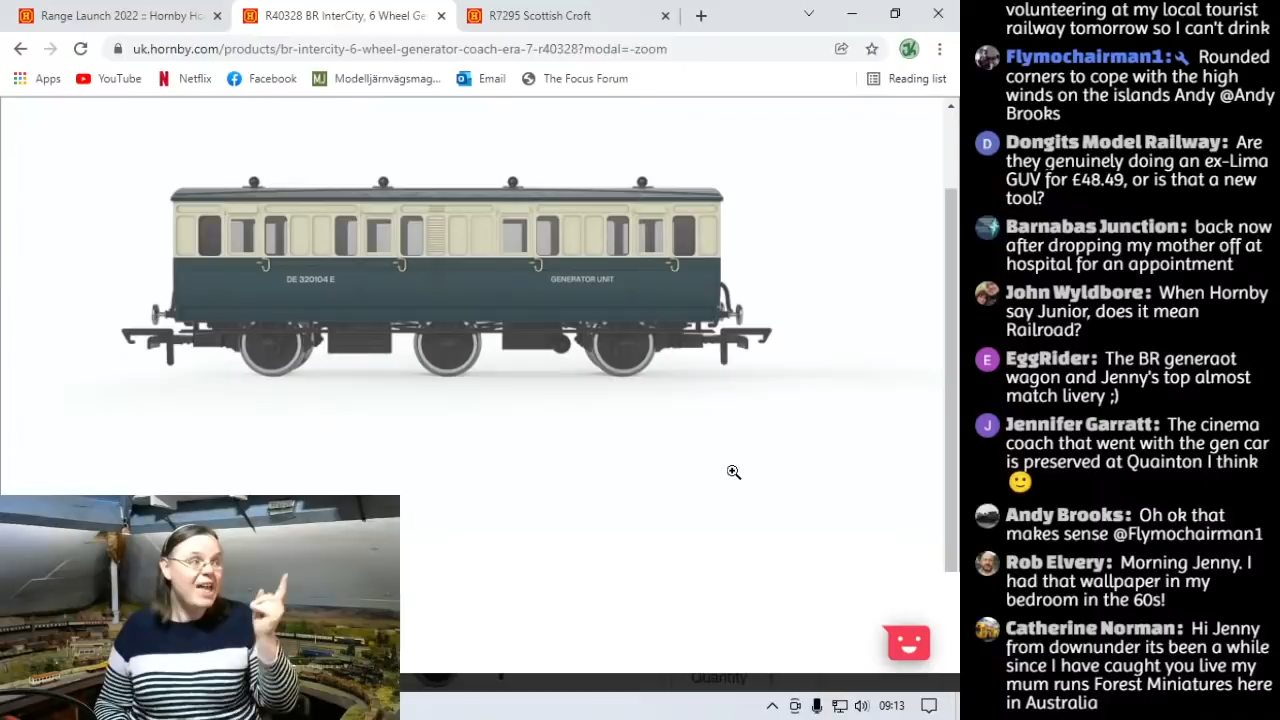 Range Launch 2022 :: Hornby Ho
R40328 BR InterCity, 6 Wheel Ge
R7295 Scottish Croft
uk.hornby.com/products/br-intercity-6-wheel-generator-coach-era-7-r40328?modal=-zoom
Apps
YouTube
Netflix
Facebook
Modelljärnvägsmag...
Email
The Focus Forum
Reading list
DE 320104 E
GENERATOR UNIT
Quantity
09:13
volunteering at my local tourist
railway tomorrow so I can't drink
Flymochairman1: Rounded
corners to cope with the high
winds on the islands Andy @Andy
Brooks
D
Dongits Model Railway: Are
they genuinely doing an ex-Lima
GUV for £48.49, or is that a new
tool?
Barnabas Junction: back now
after dropping my mother off at
hospital for an appointment
John Wyldbore: When Hornby
say Junior, does it mean
Railroad?
E
EggRider: The BR generaot
wagon and Jenny's top almost
match livery ;)
J
Jennifer Garratt: The cinema
coach that went with the gen car
is preserved at Quainton I think
Andy Brooks: Oh ok that
makes sense @Flymochairman1
Rob Elvery: Morning Jenny. I
had that wallpaper in my
bedroom in the 60s!
Catherine Norman: Hi Jenny
from downunder its been a while
since I have caught you live my
mum runs Forest Miniatures here
in Australia